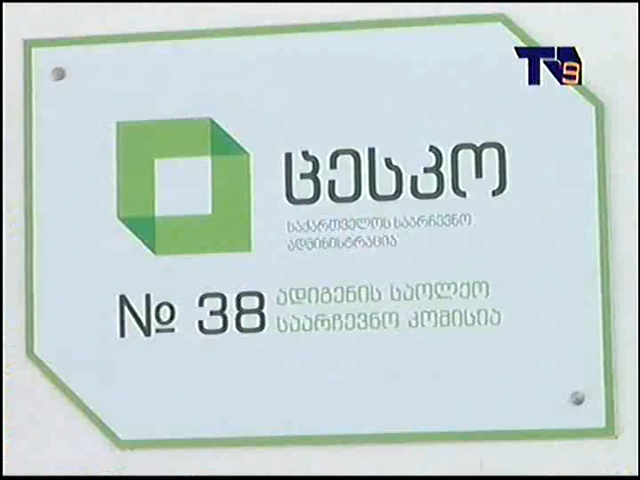 TV9
ცესკო
საქართველოს საარჩევნო
ადმინისტრაცია
№ 38 ადიგენის საოლქო
საარჩევნო კომისია